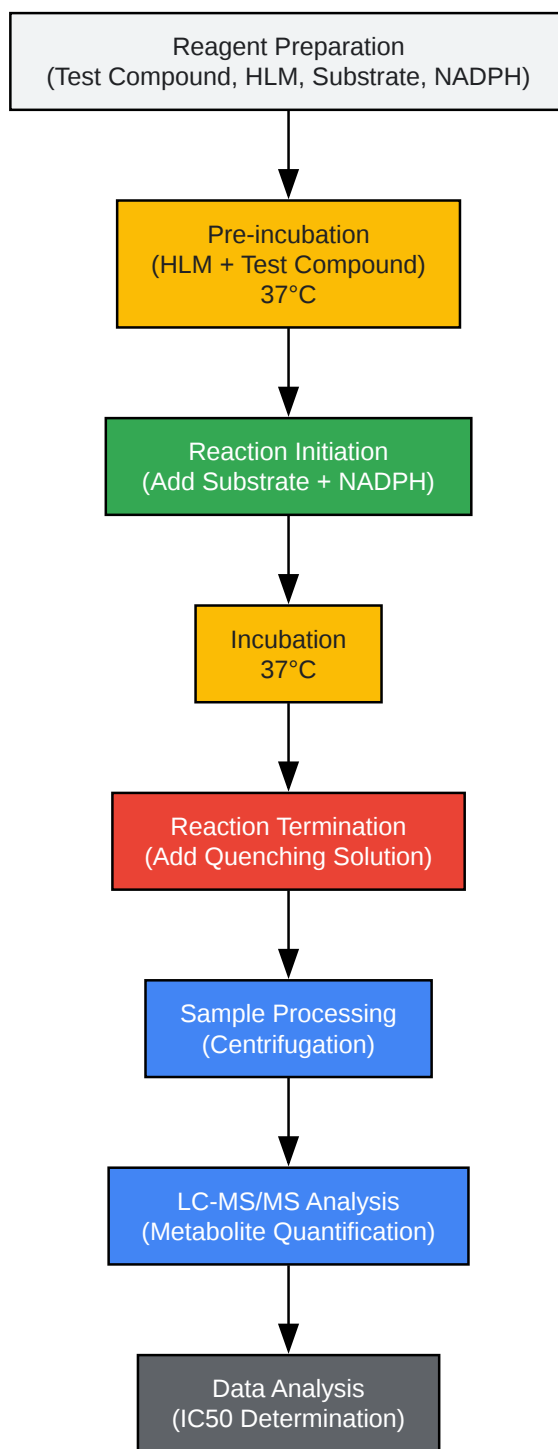 Reagent Preparation
(Test Compound, HLM, Substrate, NADPH)
Pre-incubation
(HLM + Test Compound)
37°C
Reaction Initiation
(Add Substrate + NADPH)
Incubation
37°C
Reaction Termination
(Add Quenching Solution)
Sample Processing
(Centrifugation)
LC-MS/MS Analysis
(Metabolite Quantification)
Data Analysis
(IC50 Determination)